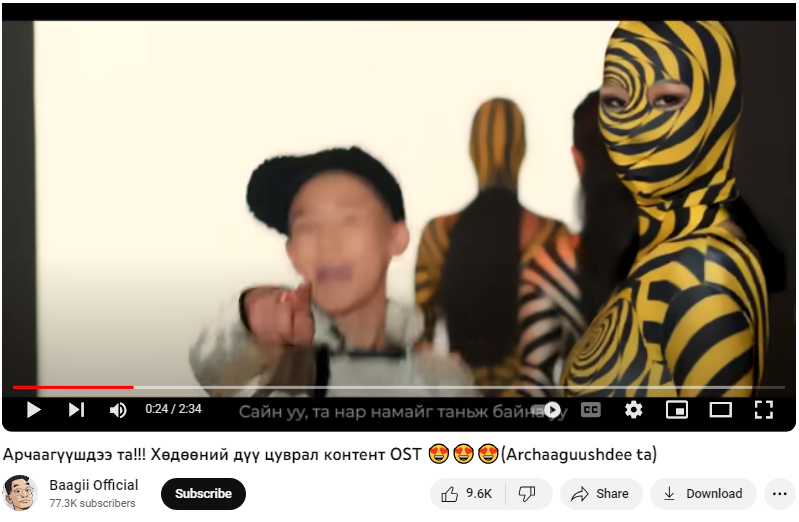 0:24 / 2:34
Сайн уу, та нар намайг таньж байна уу
CC
Арчаагүүшдээ та!!! Хөдөөний дүү цуврал контент OST 😍😍😍(Archaaguushdee ta)
Baagii Official
77.3K subscribers
Subscribe
9.6K
Share
Download